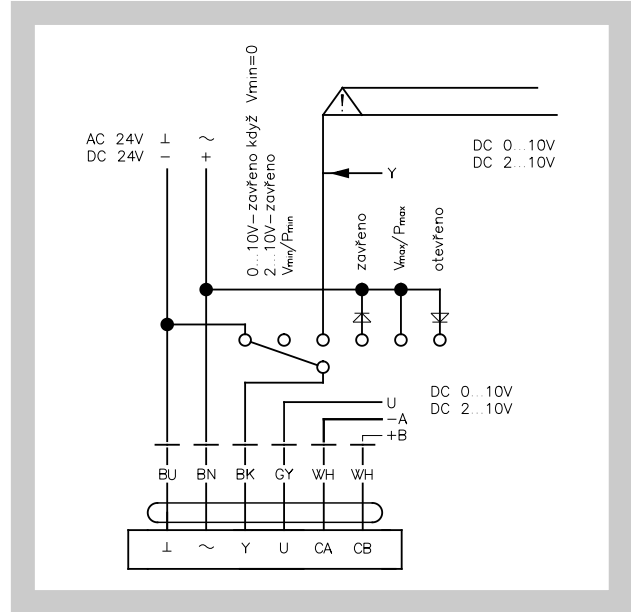 0...10V–zavřeno když Vmin=0
2...10V–zavřeno
Vmin/Pmin
!
AC 24V ⊥ ~
DC 24V – +
DC 0...10V
DC 2...10V
Y
zavřeno
Vmax/Pmax
otevřeno
U
–A
+B
DC 0...10V
DC 2...10V
BU BN BK GY WH WH
⊥ ~ Y U CA CB